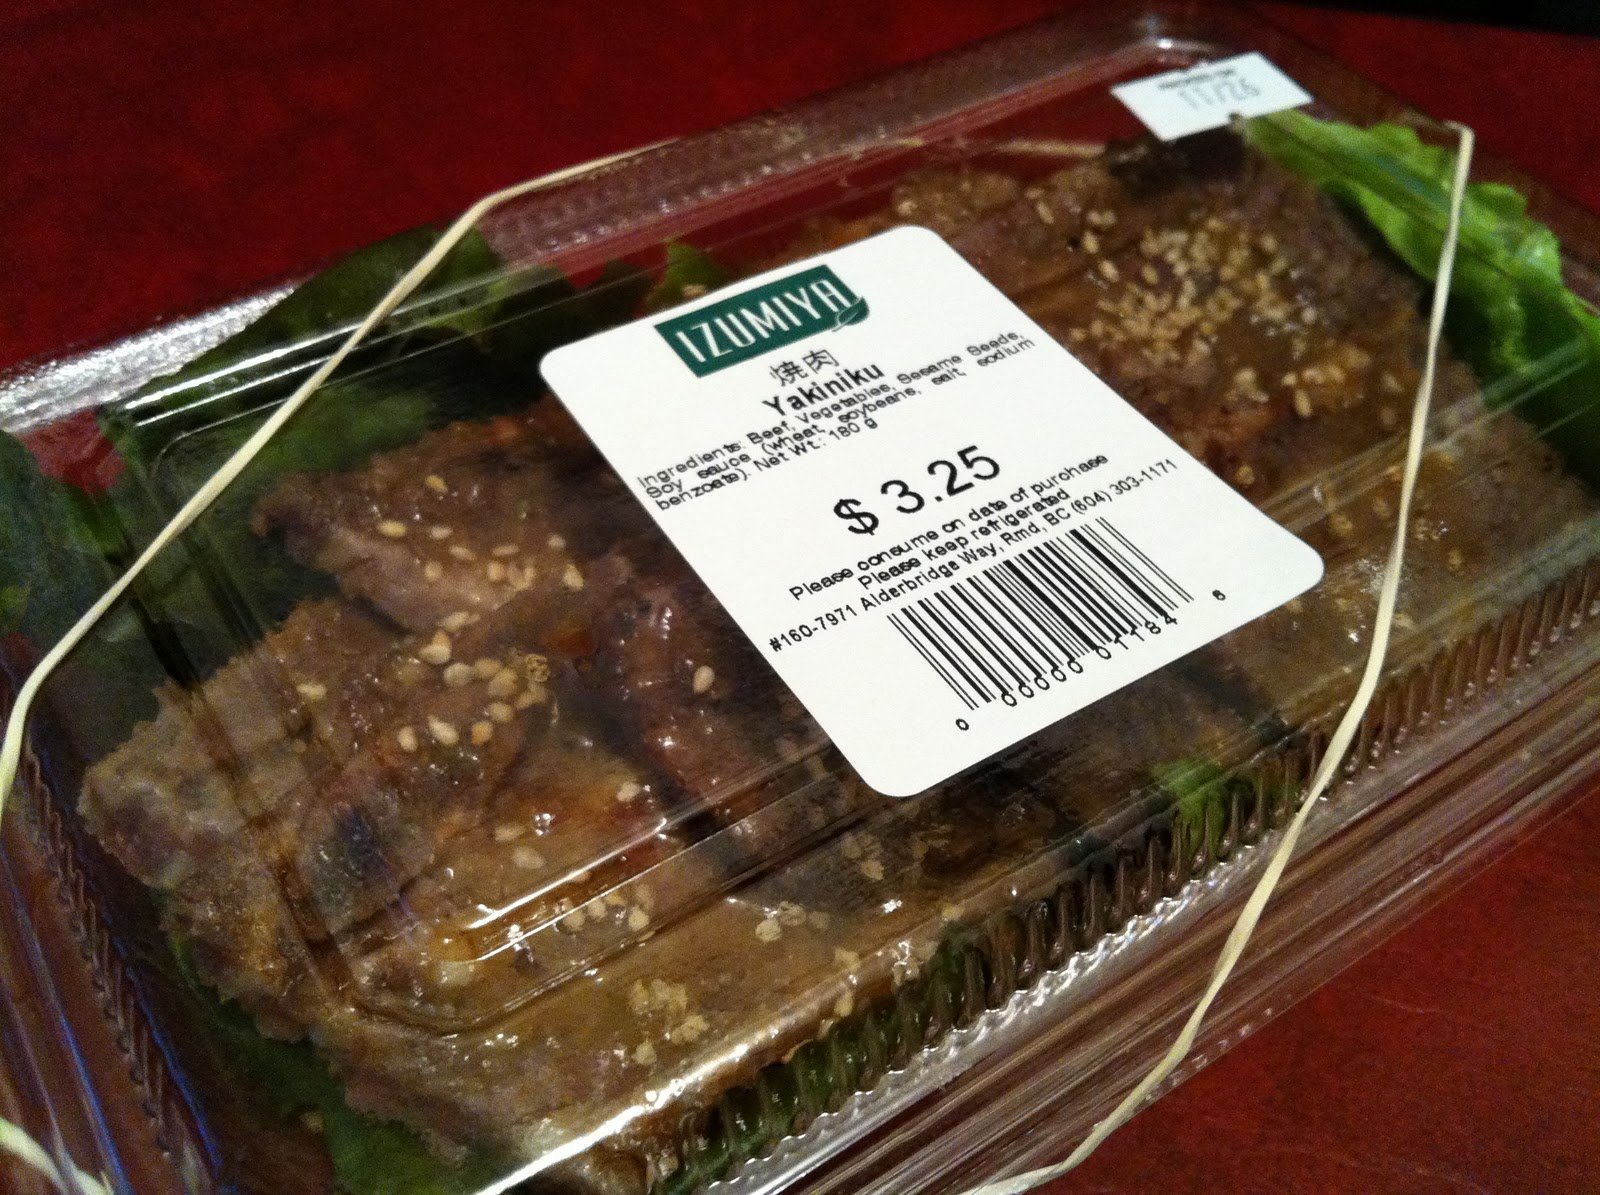 11/26
IZUMIYA
焼肉
Yakiniku
Ingredients: Beef, Vegetables, Sesame Seeds,
Soy sauce (wheat, soybeans, salt sodium
benzoate). Net Wt.: 180 g
$ 3.25
Please consume on date of purchase
Please keep refrigerated
#160-7971 Alderbridge Way, Rmd, BC (604) 303-1171
0 00000 01184 6